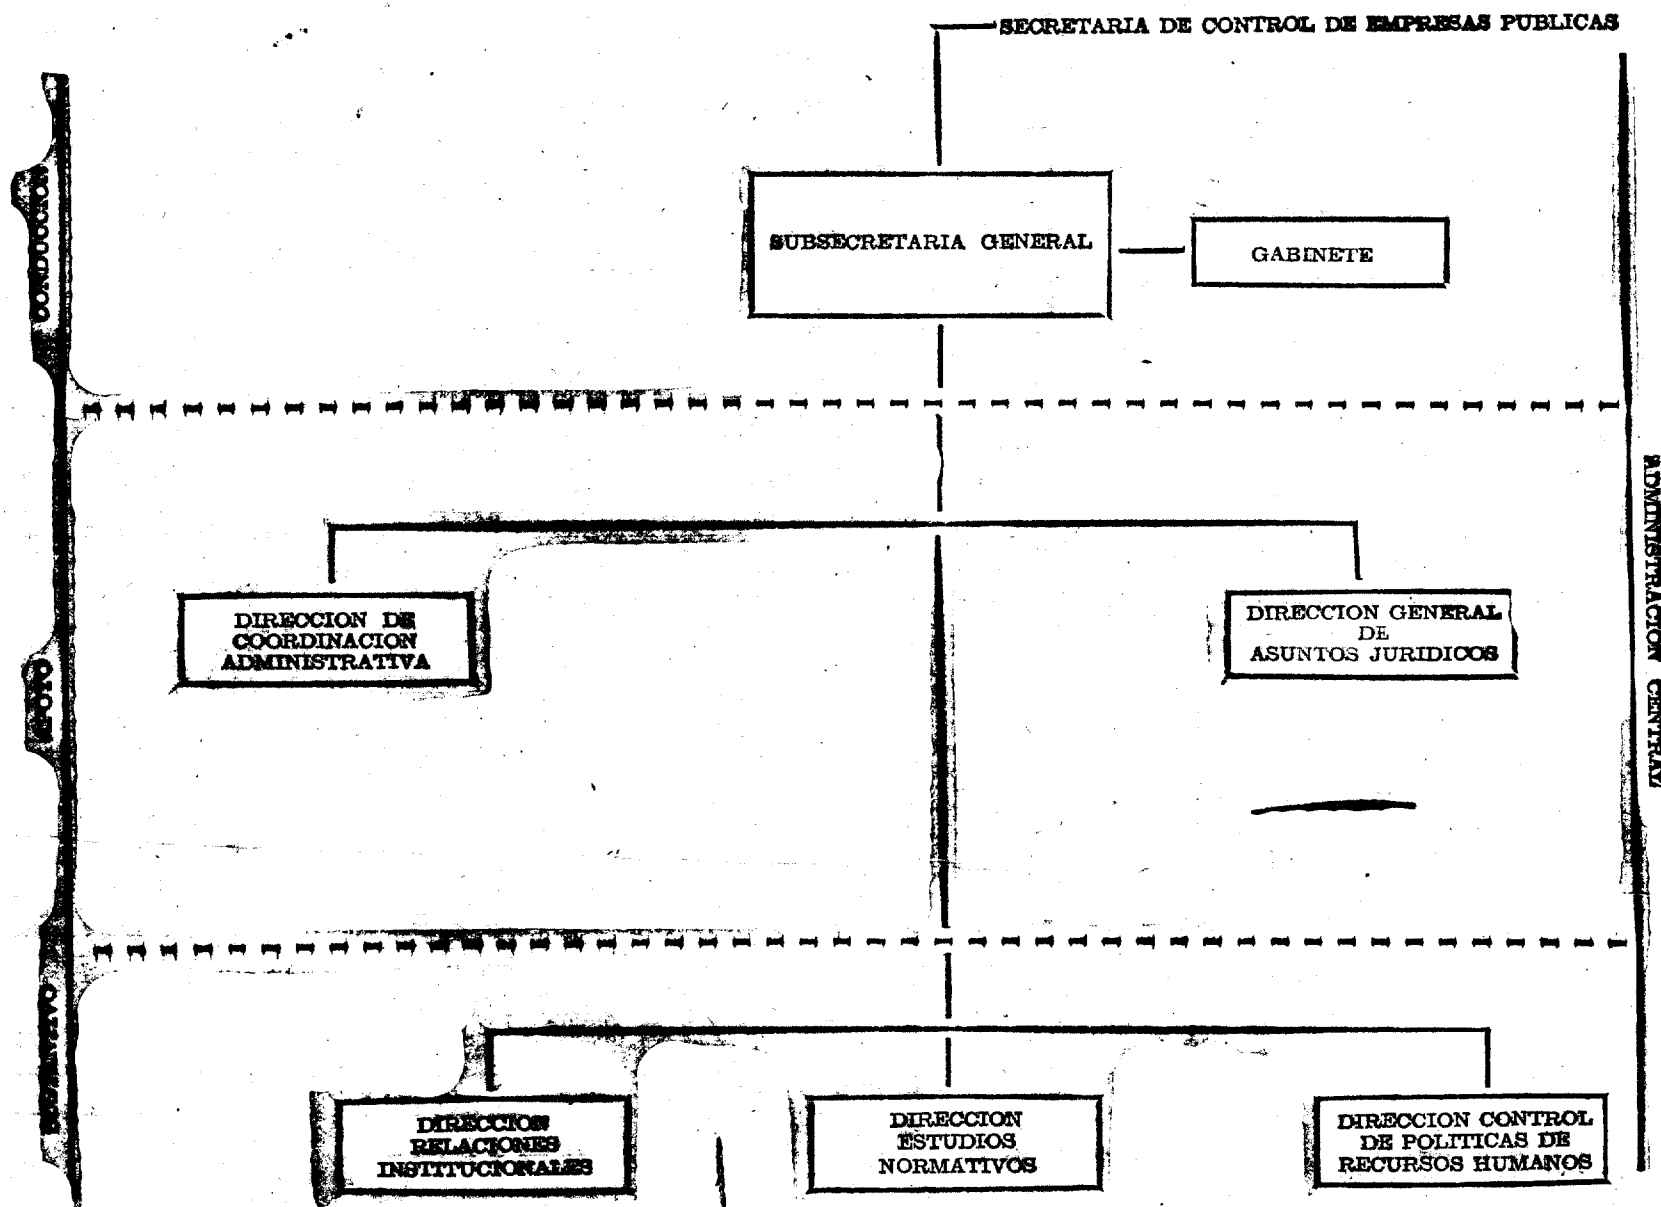 SECRETARIA DE CONTROL DE EMPRESAS PUBLICAS
CONDUCCION
SUBSECRETARIA GENERAL
GABINETE
ADMINISTRACION CENTRAL
APOYO
DIRECCION DE
COORDINACION
ADMINISTRATIVA
DIRECCION GENERAL
DE
ASUNTOS JURIDICOS
DIRECCION
RELACIONES
INSTITUCIONALES
DIRECCION
ESTUDIOS
NORMATIVOS
DIRECCION CONTROL
DE POLITICAS DE
RECURSOS HUMANOS